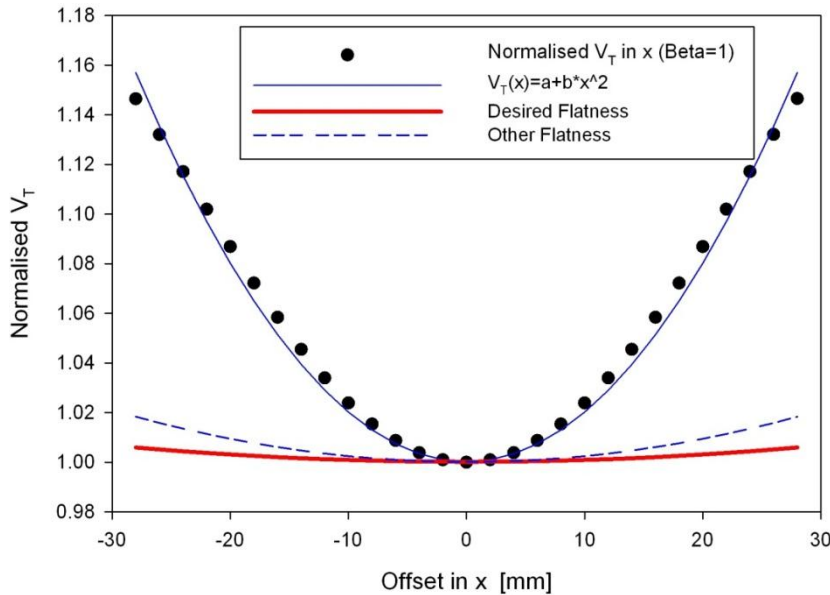 1.18
1.16
1.14
1.12
1.10
1.08
1.06
1.04
1.02
1.00
0.98
Normalised V_T
Normalised V_T in x (Beta=1)
V_T(x)=a+b*x^2
Desired Flatness
Other Flatness
-30 -20 -10 0 10 20 30
Offset in x [mm]